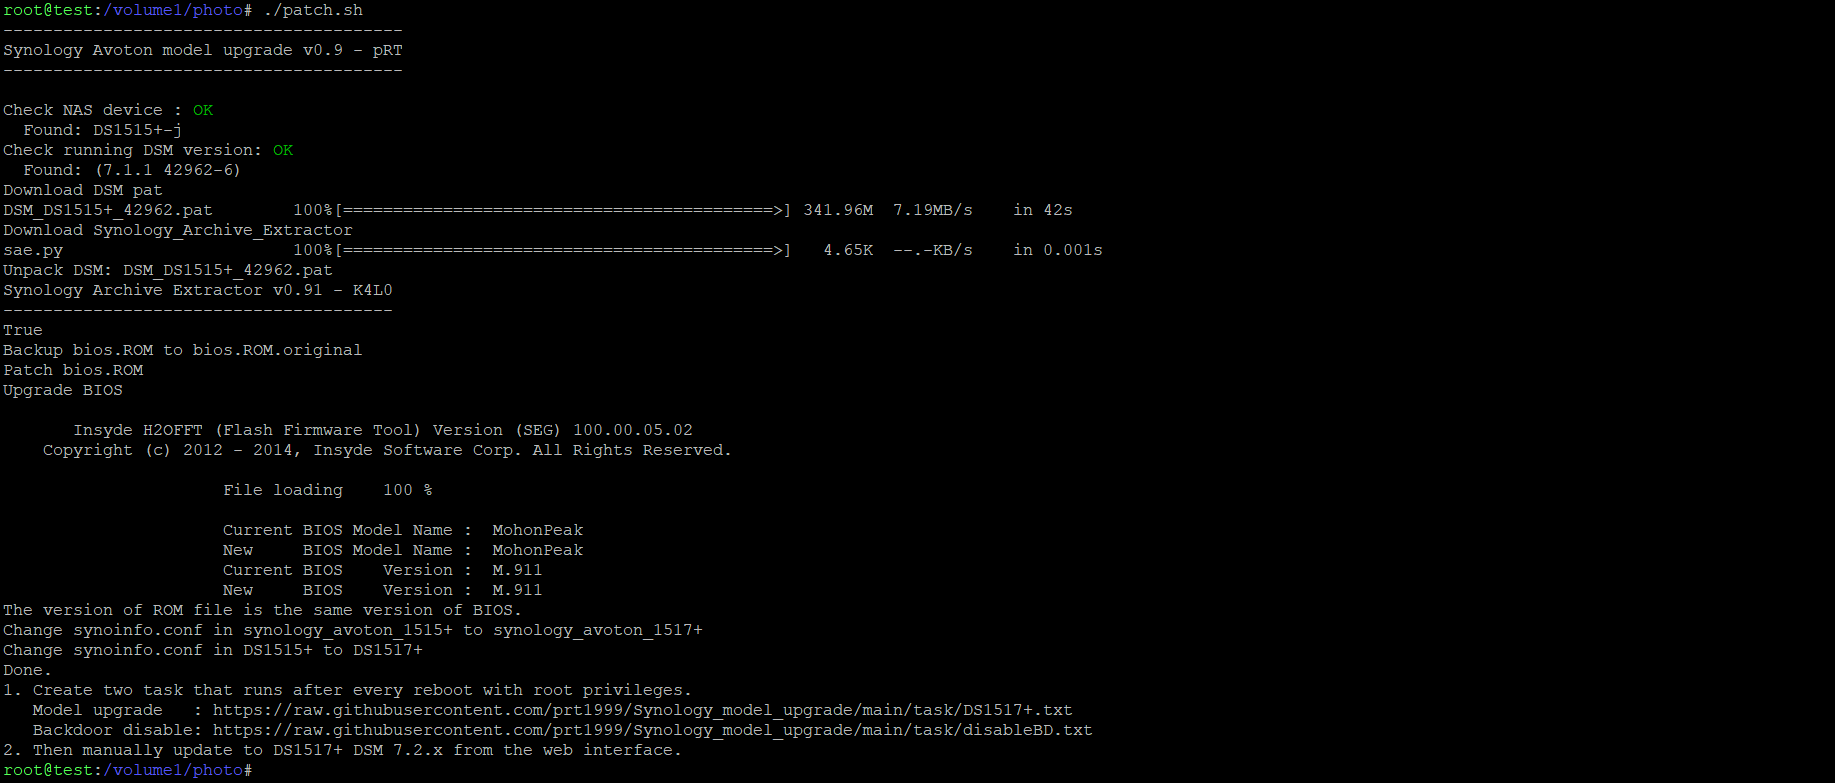 root@test:/volume1/photo# ./patch.sh
----------------------------------------
Synology Avoton model upgrade v0.9 - pRT
----------------------------------------
Check NAS device : OK
  Found: DS1515+-j
Check running DSM version: OK
  Found: (7.1.1 42962-6)
Download DSM pat
DSM_DS1515+_42962.pat        100%[===========================================>] 341.96M  7.19MB/s    in 42s
Download Synology_Archive_Extractor
sae.py                       100%[===========================================>]   4.65K  --.-KB/s    in 0.001s
Unpack DSM: DSM_DS1515+_42962.pat
Synology Archive Extractor v0.91 - K4L0
---------------------------------------
True
Backup bios.ROM to bios.ROM.original
Patch bios.ROM
Upgrade BIOS
       Insyde H2OFFT (Flash Firmware Tool) Version (SEG) 100.00.05.02
    Copyright (c) 2012 - 2014, Insyde Software Corp. All Rights Reserved.
                      File loading    100 %
                      Current BIOS Model Name :  MohonPeak
                      New     BIOS Model Name :  MohonPeak
                      Current BIOS    Version :  M.911
                      New     BIOS    Version :  M.911
The version of ROM file is the same version of BIOS.
Change synoinfo.conf in synology_avoton_1515+ to synology_avoton_1517+
Change synoinfo.conf in DS1515+ to DS1517+
Done.
1. Create two task that runs after every reboot with root privileges.
   Model upgrade   : https://raw.githubusercontent.com/prt1999/Synology_model_upgrade/main/task/DS1517+.txt
   Backdoor disable: https://raw.githubusercontent.com/prt1999/Synology_model_upgrade/main/task/disableBD.txt
2. Then manually update to DS1517+ DSM 7.2.x from the web interface.
root@test:/volume1/photo#